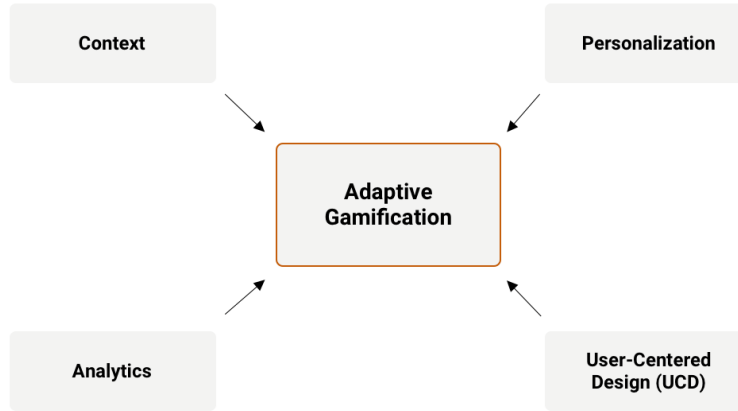 Context
Personalization
Adaptive
Gamification
Analytics
User-Centered
Design (UCD)